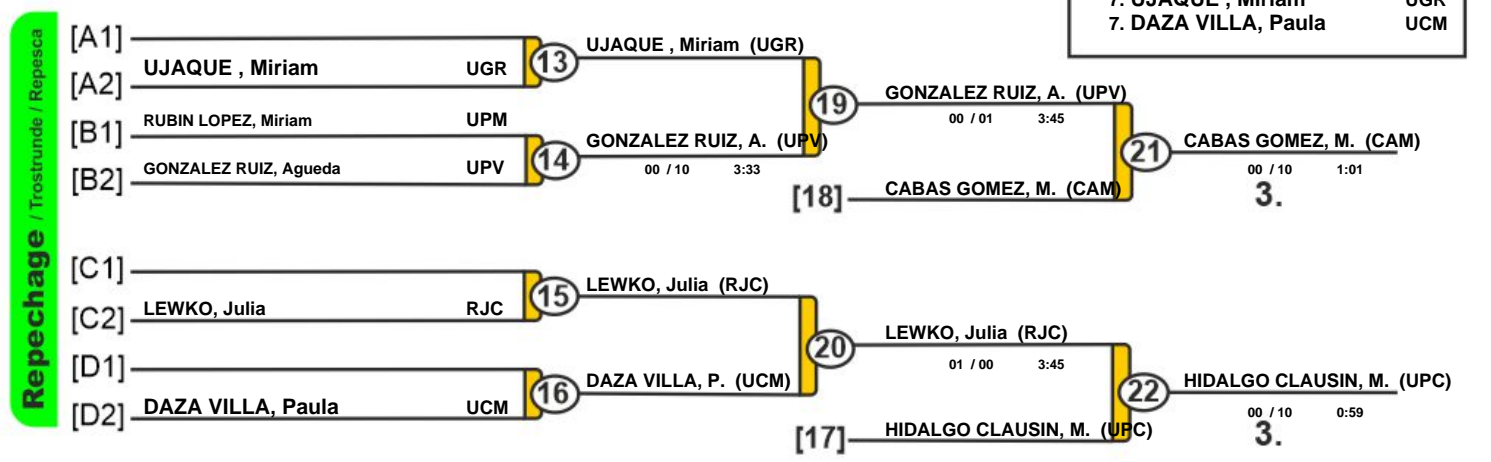 7. UJAQUE , Miriam UGR
7. DAZA VILLA, Paula UCM
Repechage / Trostrunde / Repesca
[A1]
UJAQUE , Miriam (UGR)
[A2] UJAQUE , Miriam UGR 13
GONZALEZ RUIZ, A. (UPV)
19
00 / 01 3:45
[B1] RUBIN LOPEZ, Miriam UPM
GONZALEZ RUIZ, A. (UPV)
CABAS GOMEZ, M. (CAM)
21
[B2] GONZALEZ RUIZ, Agueda UPV 14
00 / 10 3:33
00 / 10 1:01
[18] CABAS GOMEZ, M. (CAM)
3.
[C1]
LEWKO, Julia (RJC)
[C2] LEWKO, Julia RJC 15
LEWKO, Julia (RJC)
20
01 / 00 3:45
[D1]
DAZA VILLA, P. (UCM)
HIDALGO CLAUSIN, M. (UPC)
22
[D2] DAZA VILLA, Paula UCM 16
00 / 10 0:59
[17] HIDALGO CLAUSIN, M. (UPC)
3.